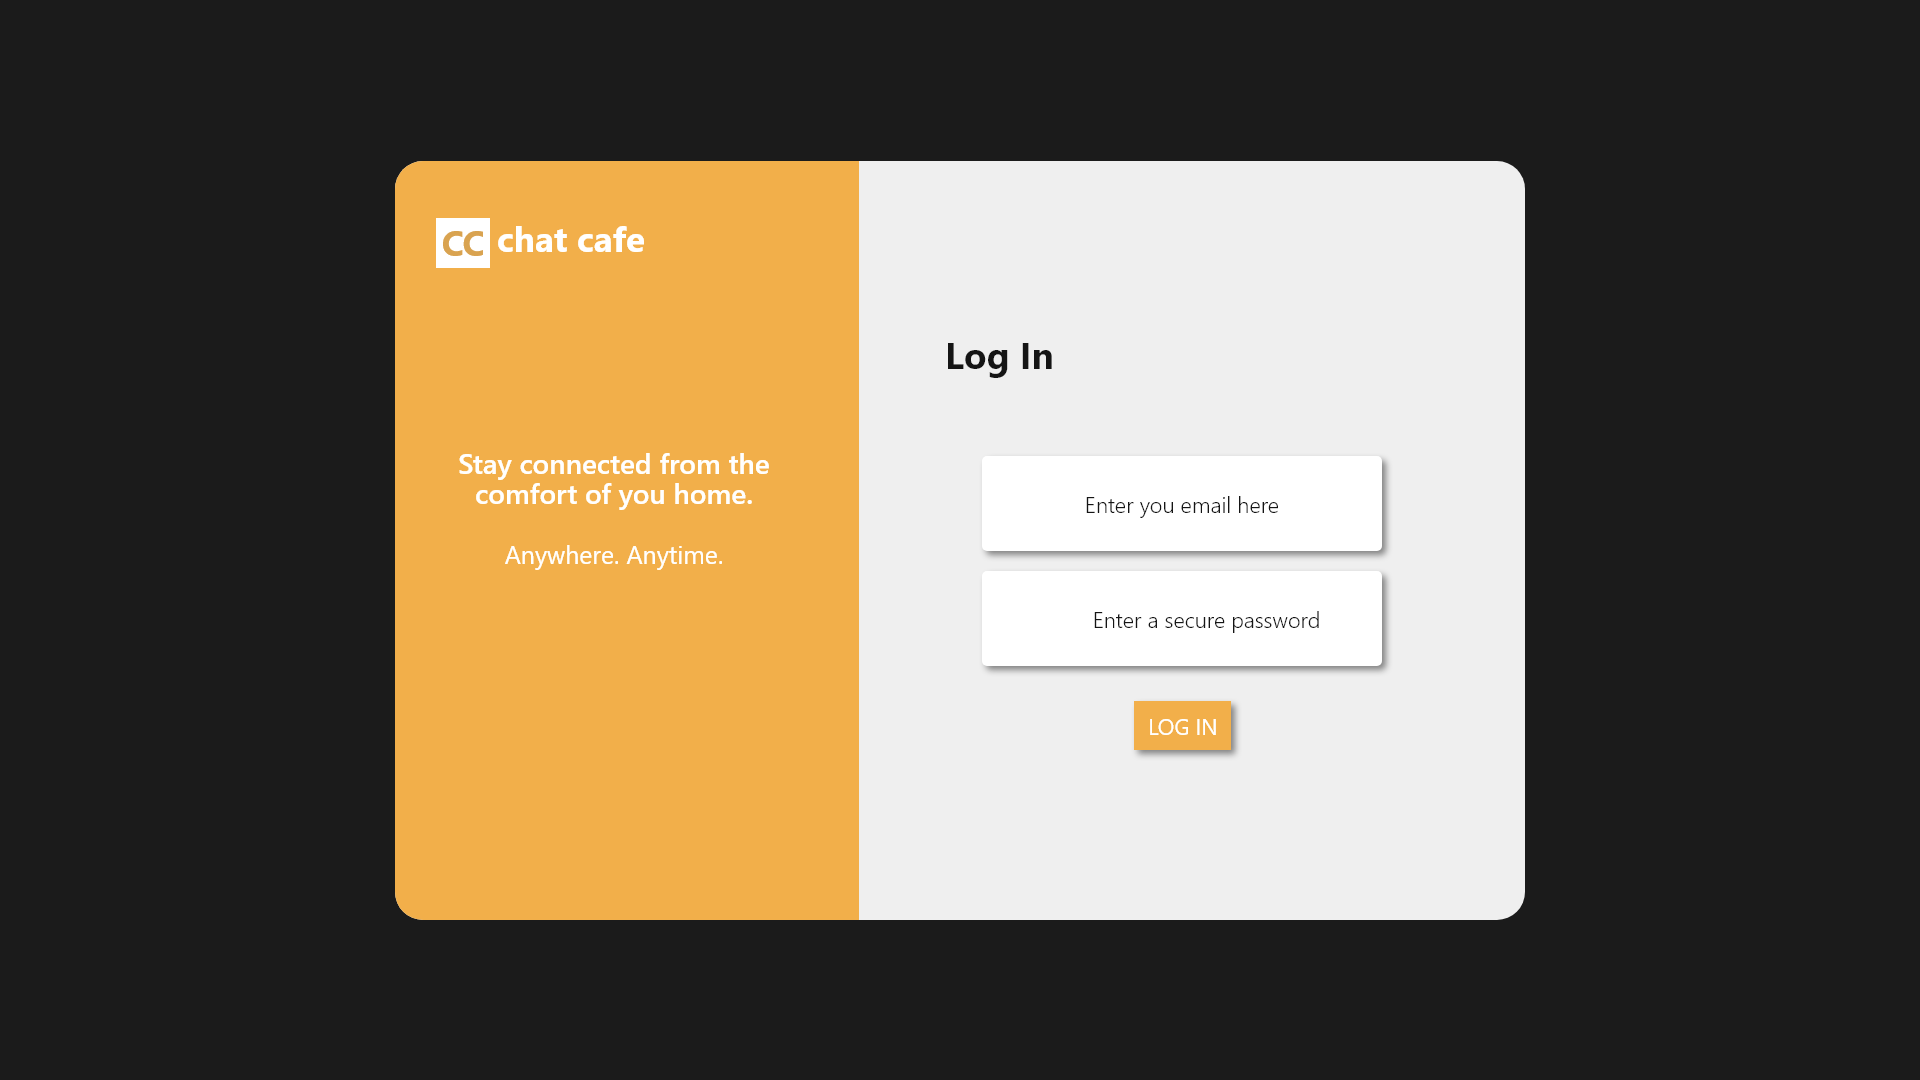 CC chat cafe
Stay connected from the
comfort of you home.
Anywhere. Anytime.
Log In
Enter you email here
Enter a secure password
LOG IN